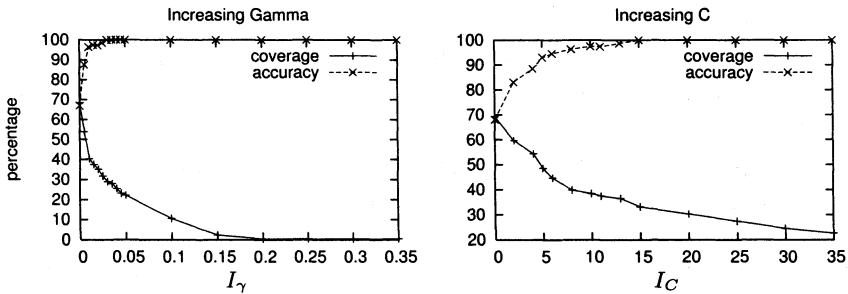 Increasing Gamma
percentage
100
90
80
70
60
50
40
30
20
10
0
coverage
accuracy
0 0.05 0.1 0.15 0.2 0.25 0.3 0.35
I_γ
Increasing C
100
90
80
70
60
50
40
30
20
coverage
accuracy
0 5 10 15 20 25 30 35
I_C